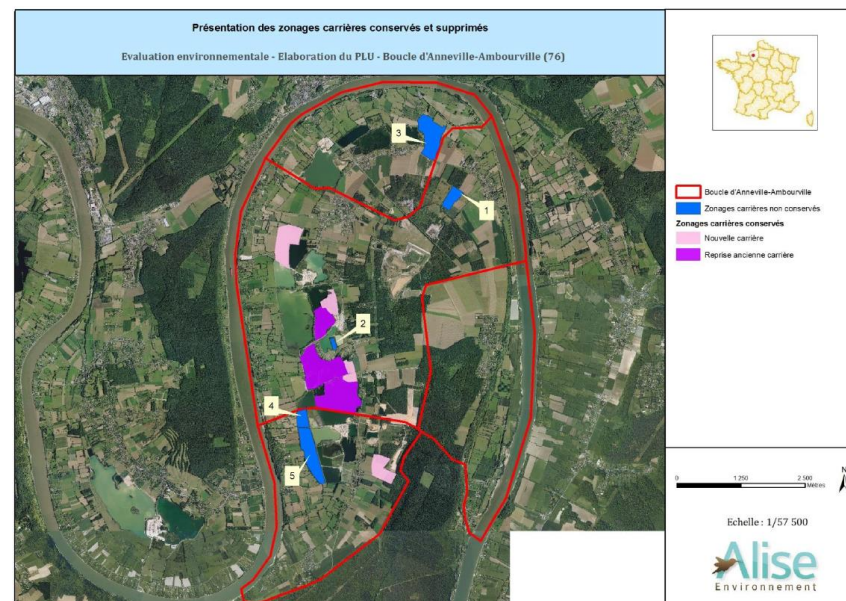 Présentation des zonages carrières conservés et supprimés
Evaluation environnementale - Elaboration du PLU - Boucle d'Anneville-Ambourville (76)
3
1
2
4
5
Boucle d'Anneville-Ambourville
Zonages carrières non conservés
Zonages carrières conservés
Nouvelle carrière
Reprise ancienne carrière
0 1 250 2 500
Mètres
N
Echelle : 1/57 500
Alise
Environnement